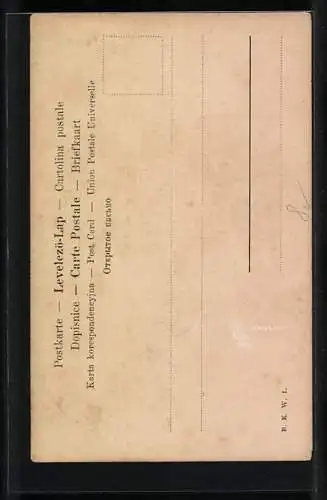 Postkarte — Levelező-Lap — Cartolina postale
Dopisnice — Carte Postale — Briefkaart
Karta korespondencyjna — Post Card — Union Postale Universelle
Открытое письмо
B. K. W. I.